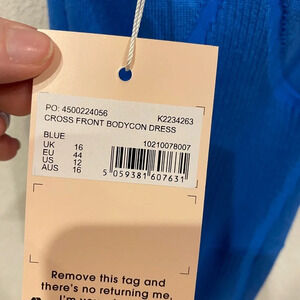 PO: 4500224056 K2234263
CROSS FRONT BODYCON DRESS
BLUE 10210078007
UK 16
EU 44
US 12
AUS 16
5 059381 607631
Remove this tag and
there's no returning me,
I'm you